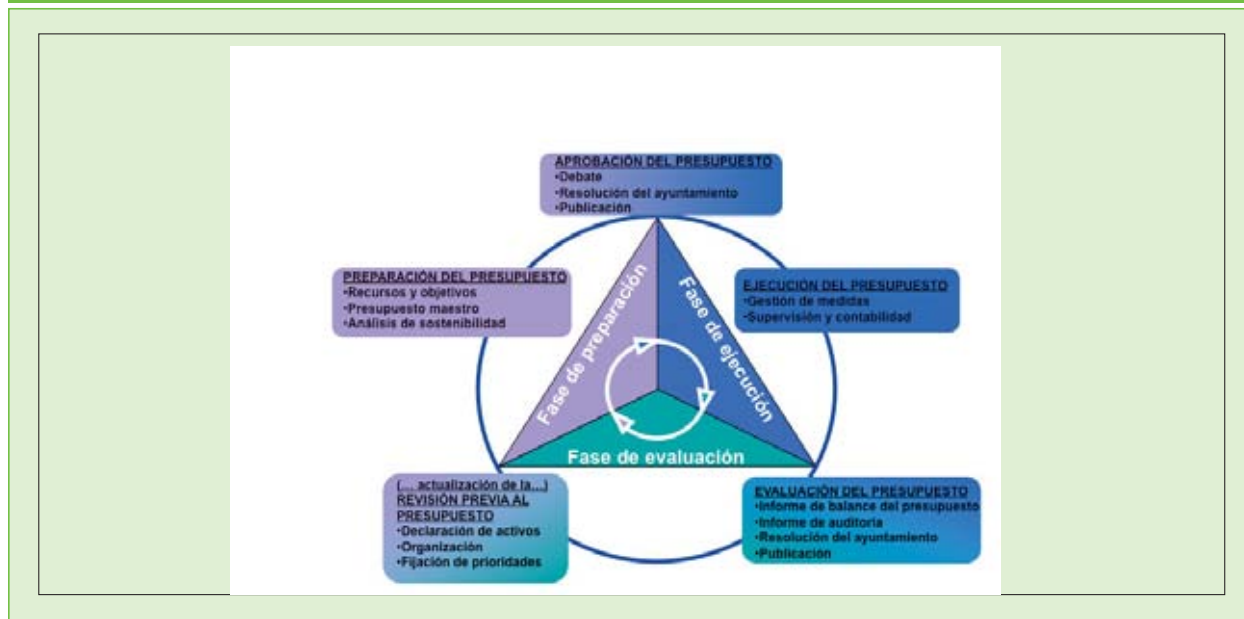 APROBACIÓN DEL PRESUPUESTO
•Debate
•Resolución del ayuntamiento
•Publicación
PREPARACIÓN DEL PRESUPUESTO
•Recursos y objetivos
•Presupuesto maestro
•Análisis de sostenibilidad
EJECUCIÓN DEL PRESUPUESTO
•Gestión de medidas
•Supervisión y contabilidad
Fase de preparación
Fase de ejecución
Fase de evaluación
(... actualización de la...)
REVISIÓN PREVIA AL
PRESUPUESTO
•Declaración de activos
•Organización
•Fijación de prioridades
EVALUACIÓN DEL PRESUPUESTO
•Informe de balance del presupuesto
•Informe de auditoria
•Resolución del ayuntamiento
•Publicación